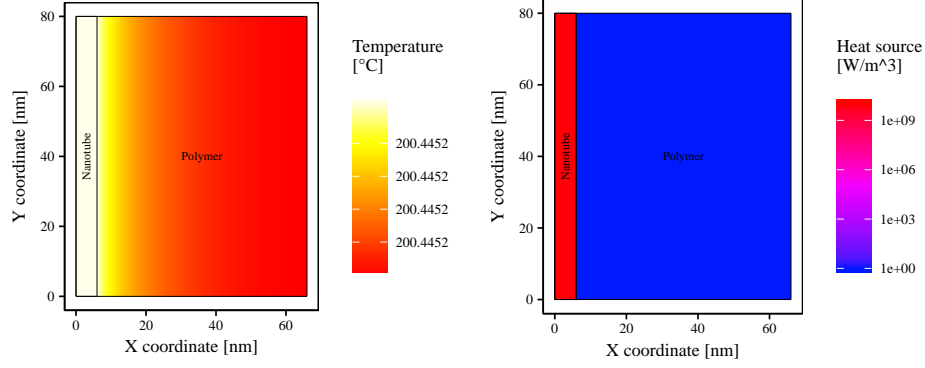 80
60
40
20
0
0
20
40
60
Y coordinate [nm]
X coordinate [nm]
Nanotube
Polymer
Temperature
[°C]
200.4452
200.4452
200.4452
200.4452
80
60
40
20
0
0
20
40
60
Y coordinate [nm]
X coordinate [nm]
Nanotube
Polymer
Heat source
[W/m^3]
1e+09
1e+06
1e+03
1e+00